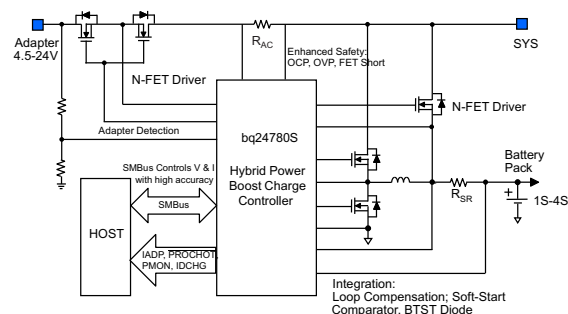 Adapter
4.5-24V
R_AC
SYS
Enhanced Safety:
OCP, OVP, FET Short
N-FET Driver
N-FET Driver
Adapter Detection
bq24780S
Hybrid Power
Boost Charge
Controller
SMBus Controls V & I
with high accuracy
SMBus
HOST
IADP, PROCHOT
PMON, IDCHG
Battery
Pack
R_SR
+
1S-4S
Integration:
Loop Compensation; Soft-Start
Comparator, BTST Diode